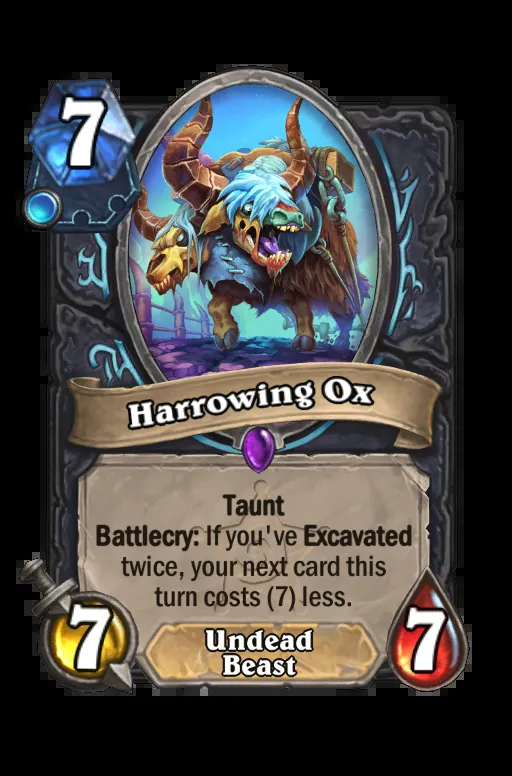 7
Harrowing Ox
Taunt
Battlecry: If you've Excavated
twice, your next card this
turn costs (7) less.
7
Undead
Beast
7